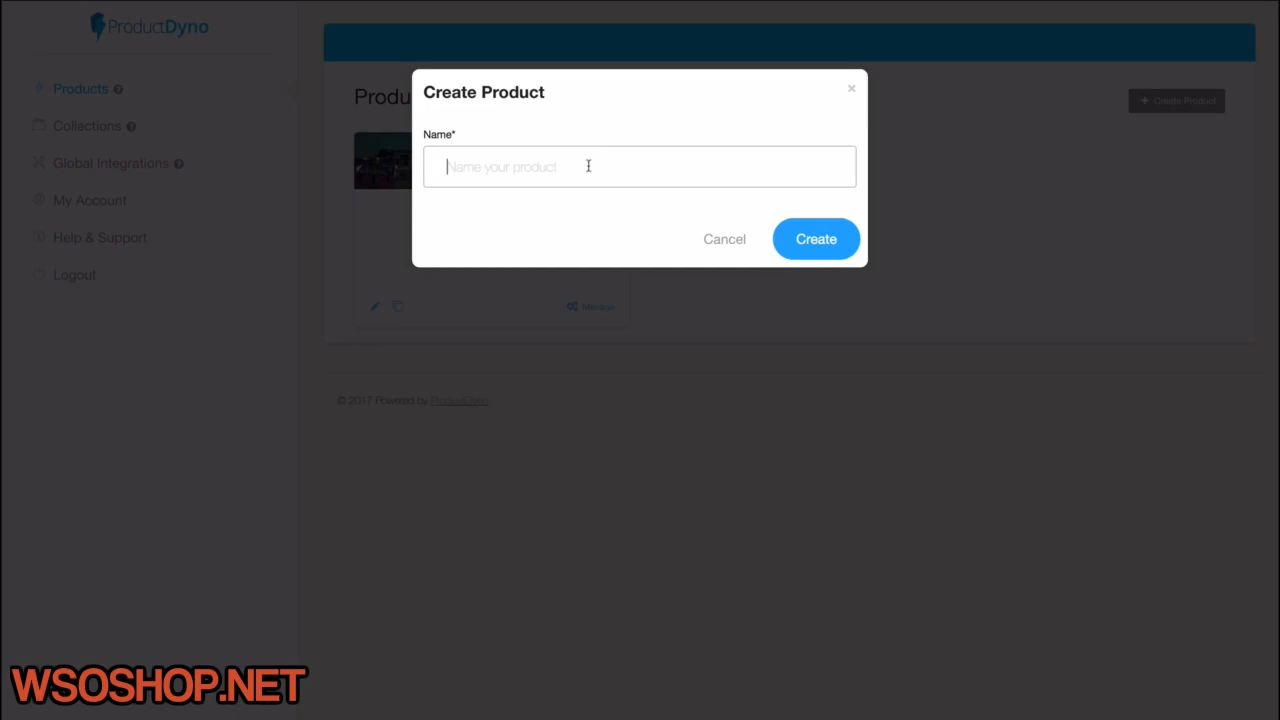 ProductDyno
Products
Collections
Global Integrations
My Account
Help & Support
Logout
Produ
Create Product
Create Product
×
Name*
Name your product
Cancel
Create
Manage
© 2017 Powered by ProductDyno
WSOSHOP.NET